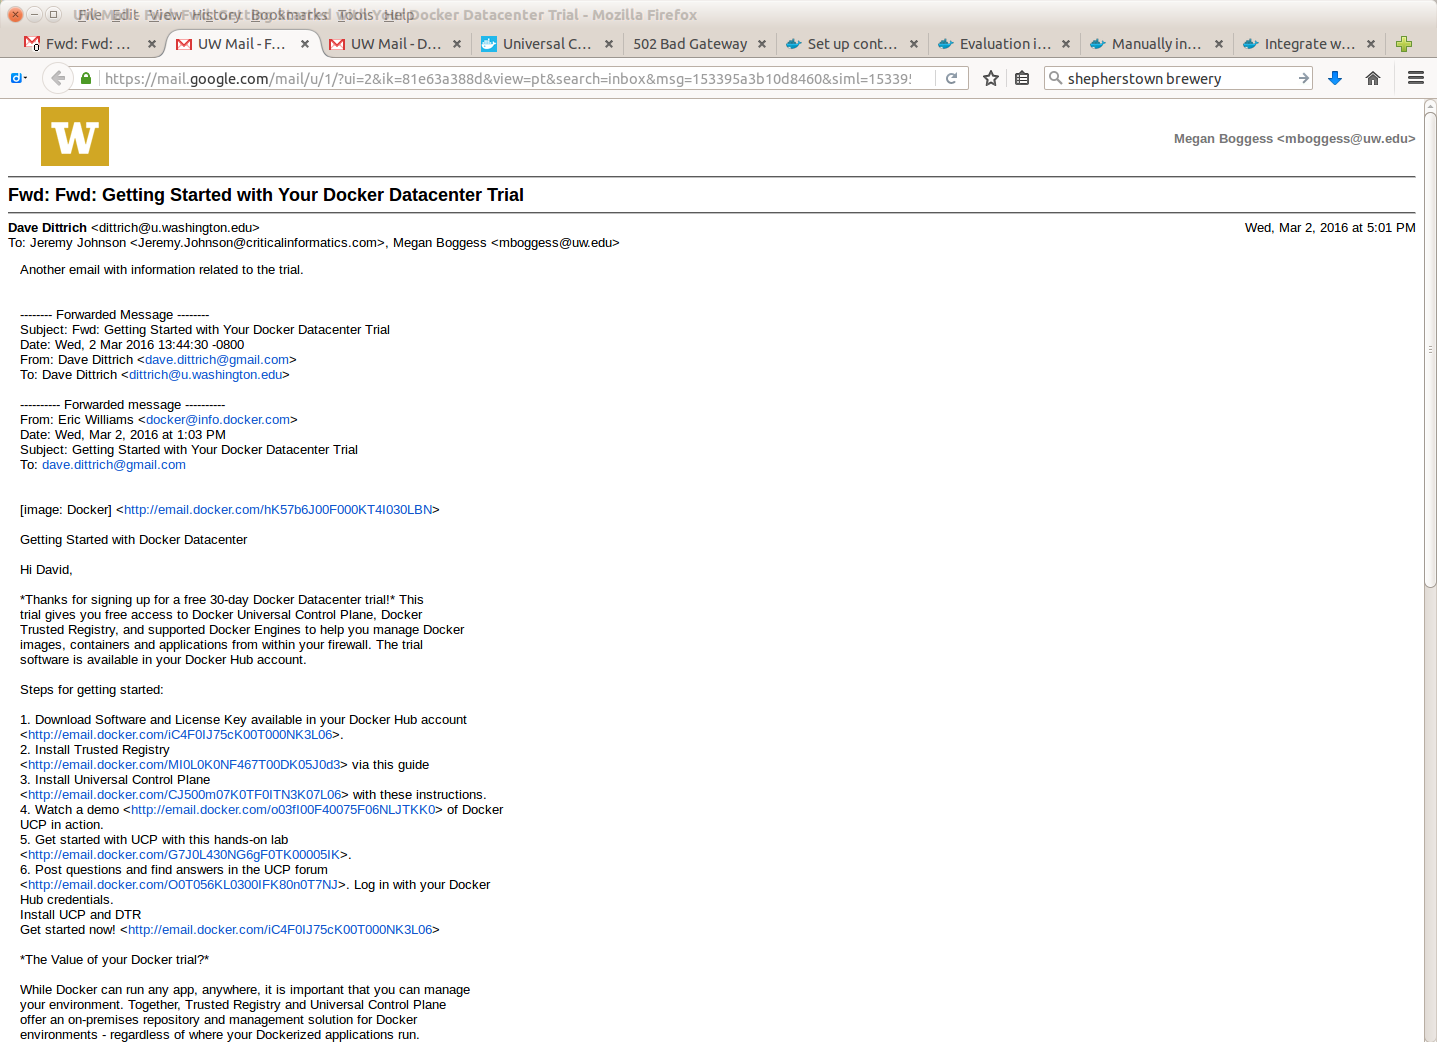 File Edit View History Bookmarks Tools Help
Docker Datacenter Trial - Mozilla Firefox
Fwd: Fwd: ...
UW Mail - F...
UW Mail - D...
Universal C...
502 Bad Gateway
Set up cont...
Evaluation i...
Manually in...
Integrate w...
https://mail.google.com/mail/u/1/?ui=2&ik=81e63a388d&view=pt&search=inbox&msg=153395a3b10d8460&siml=15339
shepherstown brewery
W
Megan Boggess <mboggess@uw.edu>
Fwd: Fwd: Getting Started with Your Docker Datacenter Trial
Dave Dittrich <dittrich@u.washington.edu> Wed, Mar 2, 2016 at 5:01 PM
To: Jeremy Johnson <Jeremy.Johnson@criticalinformatics.com>, Megan Boggess <mboggess@uw.edu>
Another email with information related to the trial.
-------- Forwarded Message --------
Subject: Fwd: Getting Started with Your Docker Datacenter Trial
Date: Wed, 2 Mar 2016 13:44:30 -0800
From: Dave Dittrich <dave.dittrich@gmail.com>
To: Dave Dittrich <dittrich@u.washington.edu>
---------- Forwarded message ----------
From: Eric Williams <docker@info.docker.com>
Date: Wed, Mar 2, 2016 at 1:03 PM
Subject: Getting Started with Your Docker Datacenter Trial
To: dave.dittrich@gmail.com
[image: Docker] <http://email.docker.com/hK57b6J00F000KT4I030LBN>
Getting Started with Docker Datacenter
Hi David,
*Thanks for signing up for a free 30-day Docker Datacenter trial!* This
trial gives you free access to Docker Universal Control Plane, Docker
Trusted Registry, and supported Docker Engines to help you manage Docker
images, containers and applications from within your firewall. The trial
software is available in your Docker Hub account.
Steps for getting started:
1. Download Software and License Key available in your Docker Hub account
<http://email.docker.com/iC4F0IJ75cK00T000NK3L06>.
2. Install Trusted Registry
<http://email.docker.com/MI0L0K0NF467T00DK05J0d3> via this guide
3. Install Universal Control Plane
<http://email.docker.com/CJ500m07K0TF0ITN3K07L06> with these instructions.
4. Watch a demo <http://email.docker.com/o03fI00F40075F06NLJTKK0> of Docker
UCP in action.
5. Get started with UCP with this hands-on lab
<http://email.docker.com/G7J0L430NG6gF0TK00005IK>.
6. Post questions and find answers in the UCP forum
<http://email.docker.com/O0T056KL0300IFK80n0T7NJ>. Log in with your Docker
Hub credentials.
Install UCP and DTR
Get started now! <http://email.docker.com/iC4F0IJ75cK00T000NK3L06>
*The Value of your Docker trial?*
While Docker can run any app, anywhere, it is important that you can manage
your environment. Together, Trusted Registry and Universal Control Plane
offer an on-premises repository and management solution for Docker
environments - regardless of where your Dockerized applications run.